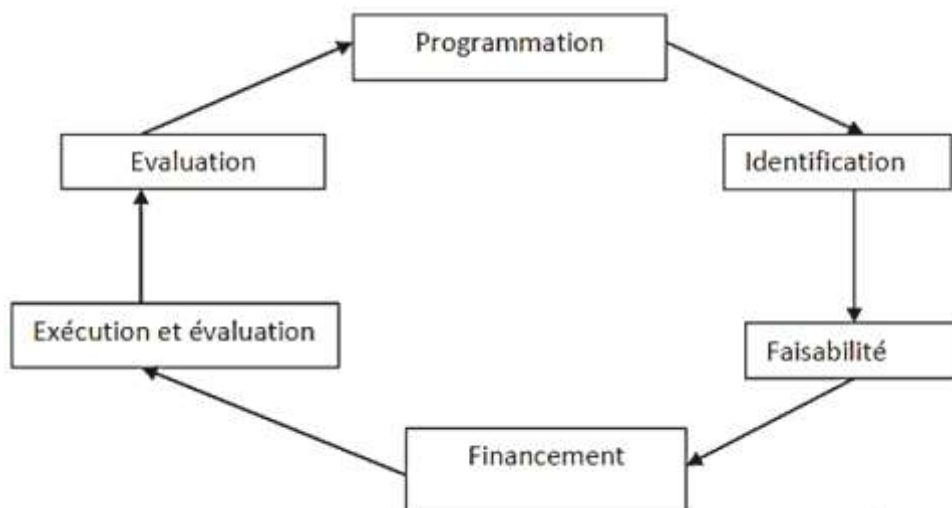 Programmation
Evaluation
Identification
Exécution et évaluation
Faisabilité
Financement